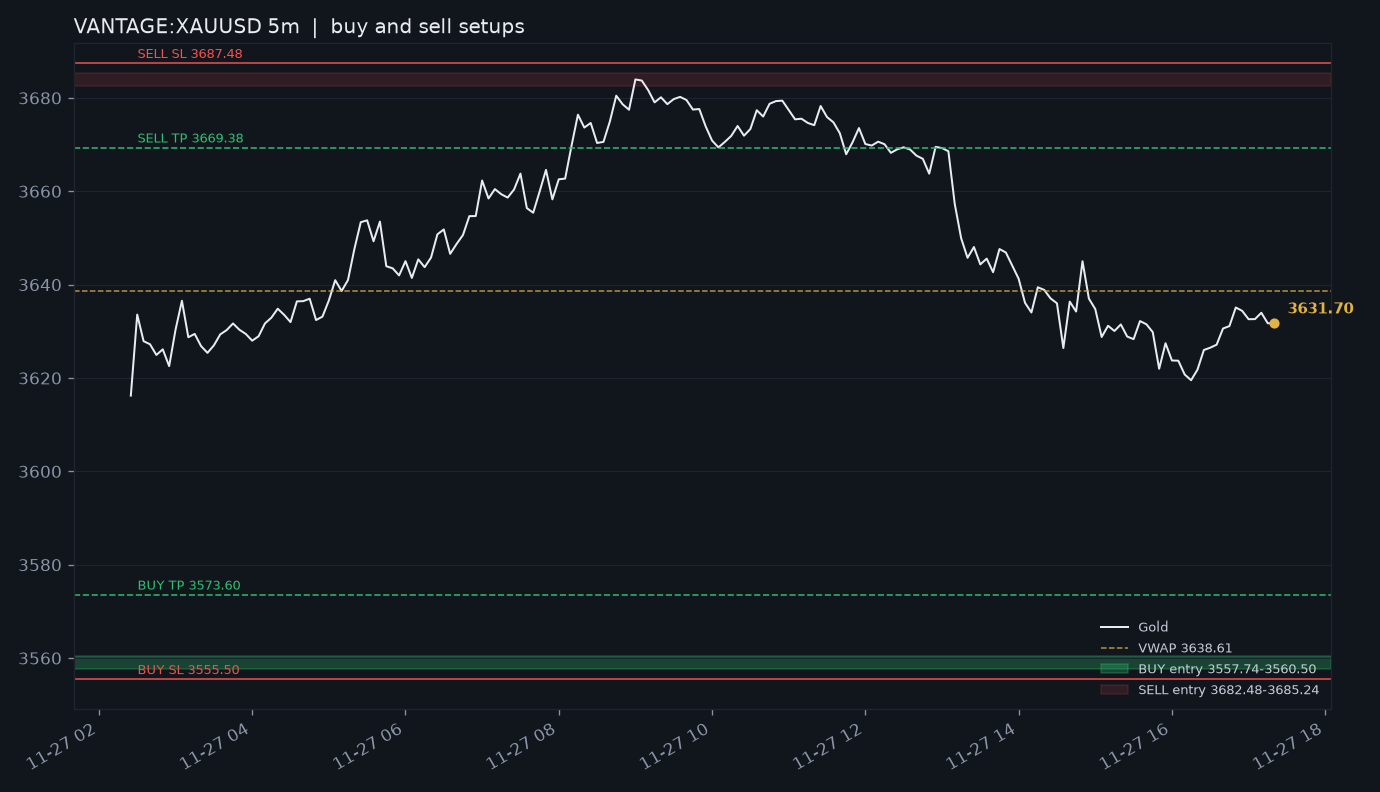 VANTAGE:XAUUSD 5m | buy and sell setups
SELL SL 3687.48
3680
SELL TP 3669.38
3660
3640
3631.70
3620
3600
3580
BUY TP 3573.60
Gold
VWAP 3638.61
3560
BUY SL 3555.50
BUY entry 3557.74-3560.50
SELL entry 3682.48-3685.24
11-27 02
11-27 04
11-27 06
11-27 08
11-27 10
11-27 12
11-27 14
11-27 16
11-27 18